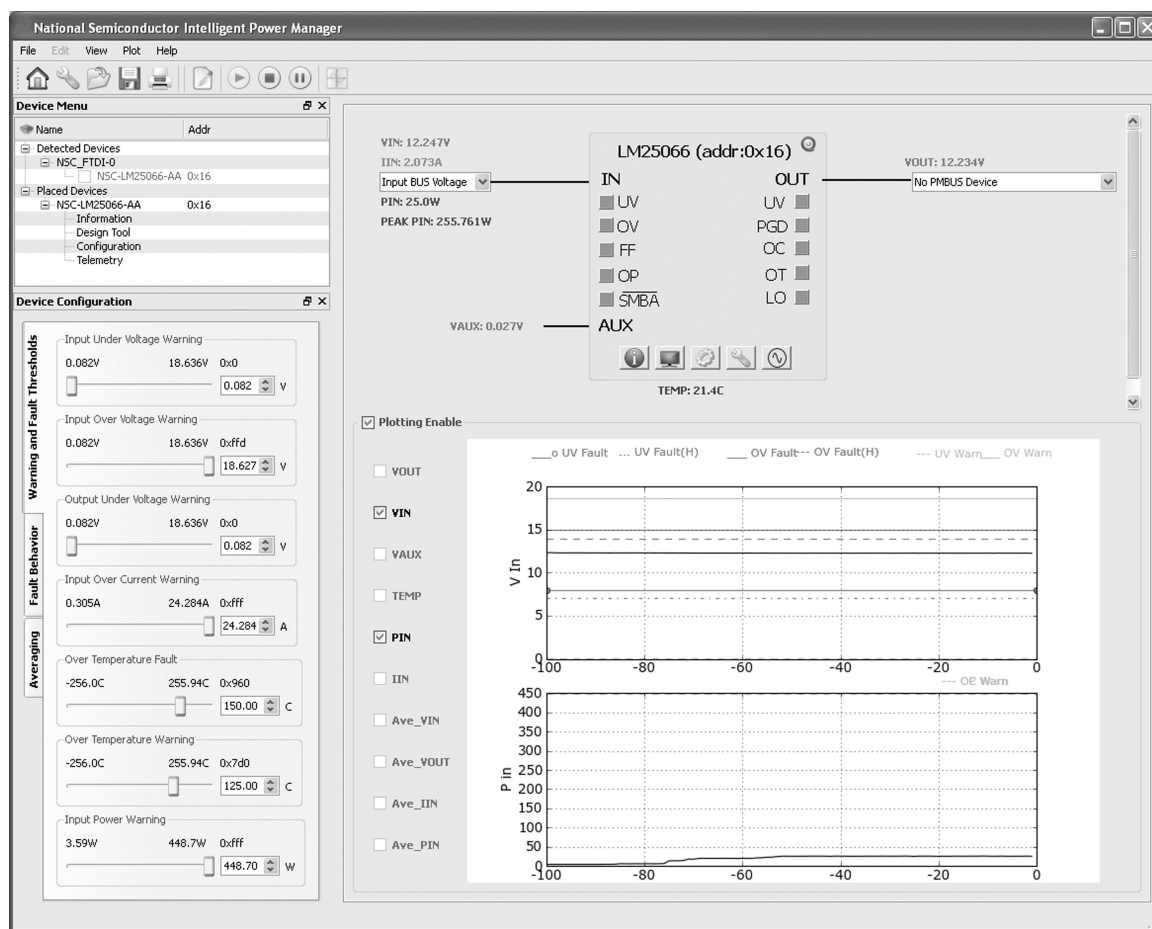 National Semiconductor Intelligent Power Manager
File Edit View Plot Help
Device Menu
Name Addr
Detected Devices
NSC_FTDI-0
NSC-LM25066-AA 0x16
Placed Devices
NSC-LM25066-AA 0x16
Information
Design Tool
Configuration
Telemetry
Device Configuration
Warning and Fault Thresholds
Fault Behavior
Averaging
Input Under Voltage Warning
0.082V 18.636V 0x0
0.082 V
Input Over Voltage Warning
0.082V 18.636V 0xffd
18.627 V
Output Under Voltage Warning
0.082V 18.636V 0x0
0.082 V
Input Over Current Warning
0.305A 24.284A 0xfff
24.284 A
Over Temperature Fault
-256.0C 255.94C 0x960
150.00 C
Over Temperature Warning
-256.0C 255.94C 0x7d0
125.00 C
Input Power Warning
3.59W 448.7W 0xfff
448.70 W
VIN: 12.247V
IIN: 2.073A
Input BUS Voltage
PIN: 25.0W
PEAK PIN: 255.761W
VAUX: 0.027V
LM25066 (addr:0x16)
IN OUT
UV UV
OV PGD
FF OC
OP OT
SMBA LO
AUX
TEMP: 21.4C
VOUT: 12.234V
No PMBUS Device
Plotting Enable
VOUT
VIN
VAUX
TEMP
PIN
IIN
Ave_VIN
Ave_VOUT
Ave_IIN
Ave_PIN
UV Fault UV Fault(H) OV Fault OV Fault(H) UV Warn OV Warn
20
15
10
5
0
V In
-100 -80 -60 -40 -20 0
Warn
450
400
350
300
250
200
150
100
50
0
P in
-100 -80 -60 -40 -20 0